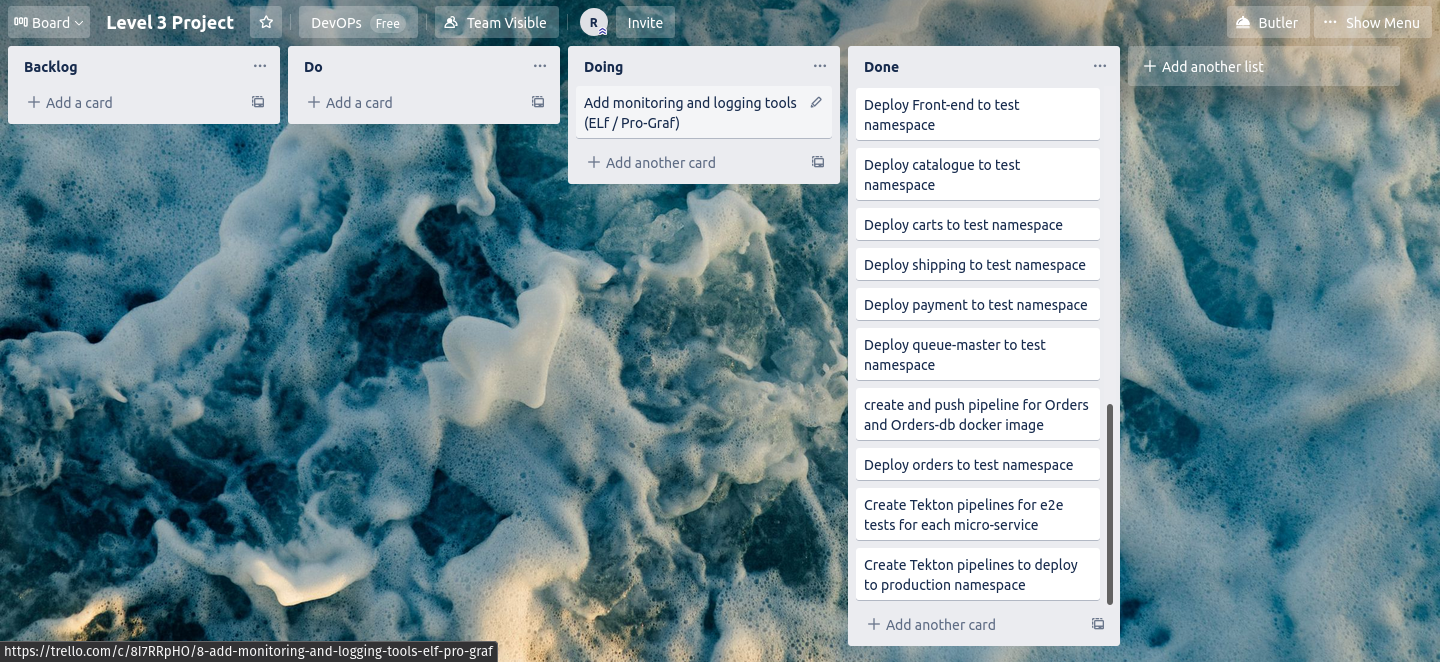 Board
Level 3 Project
DevOPs Free
Team Visible
R
Invite
Butler
··· Show Menu
Backlog ···
+ Add a card
Do ···
+ Add a card
Doing ···
Add monitoring and logging tools
(ELf / Pro-Graf)
+ Add another card
Done ···
Deploy Front-end to test
namespace
Deploy catalogue to test
namespace
Deploy carts to test namespace
Deploy shipping to test namespace
Deploy payment to test namespace
Deploy queue-master to test
namespace
create and push pipeline for Orders
and Orders-db docker image
Deploy orders to test namespace
Create Tekton pipelines for e2e
tests for each micro-service
Create Tekton pipelines to deploy
to production namespace
+ Add another card
+ Add another list
https://trello.com/c/8I7RRpHO/8-add-monitoring-and-logging-tools-elf-pro-graf